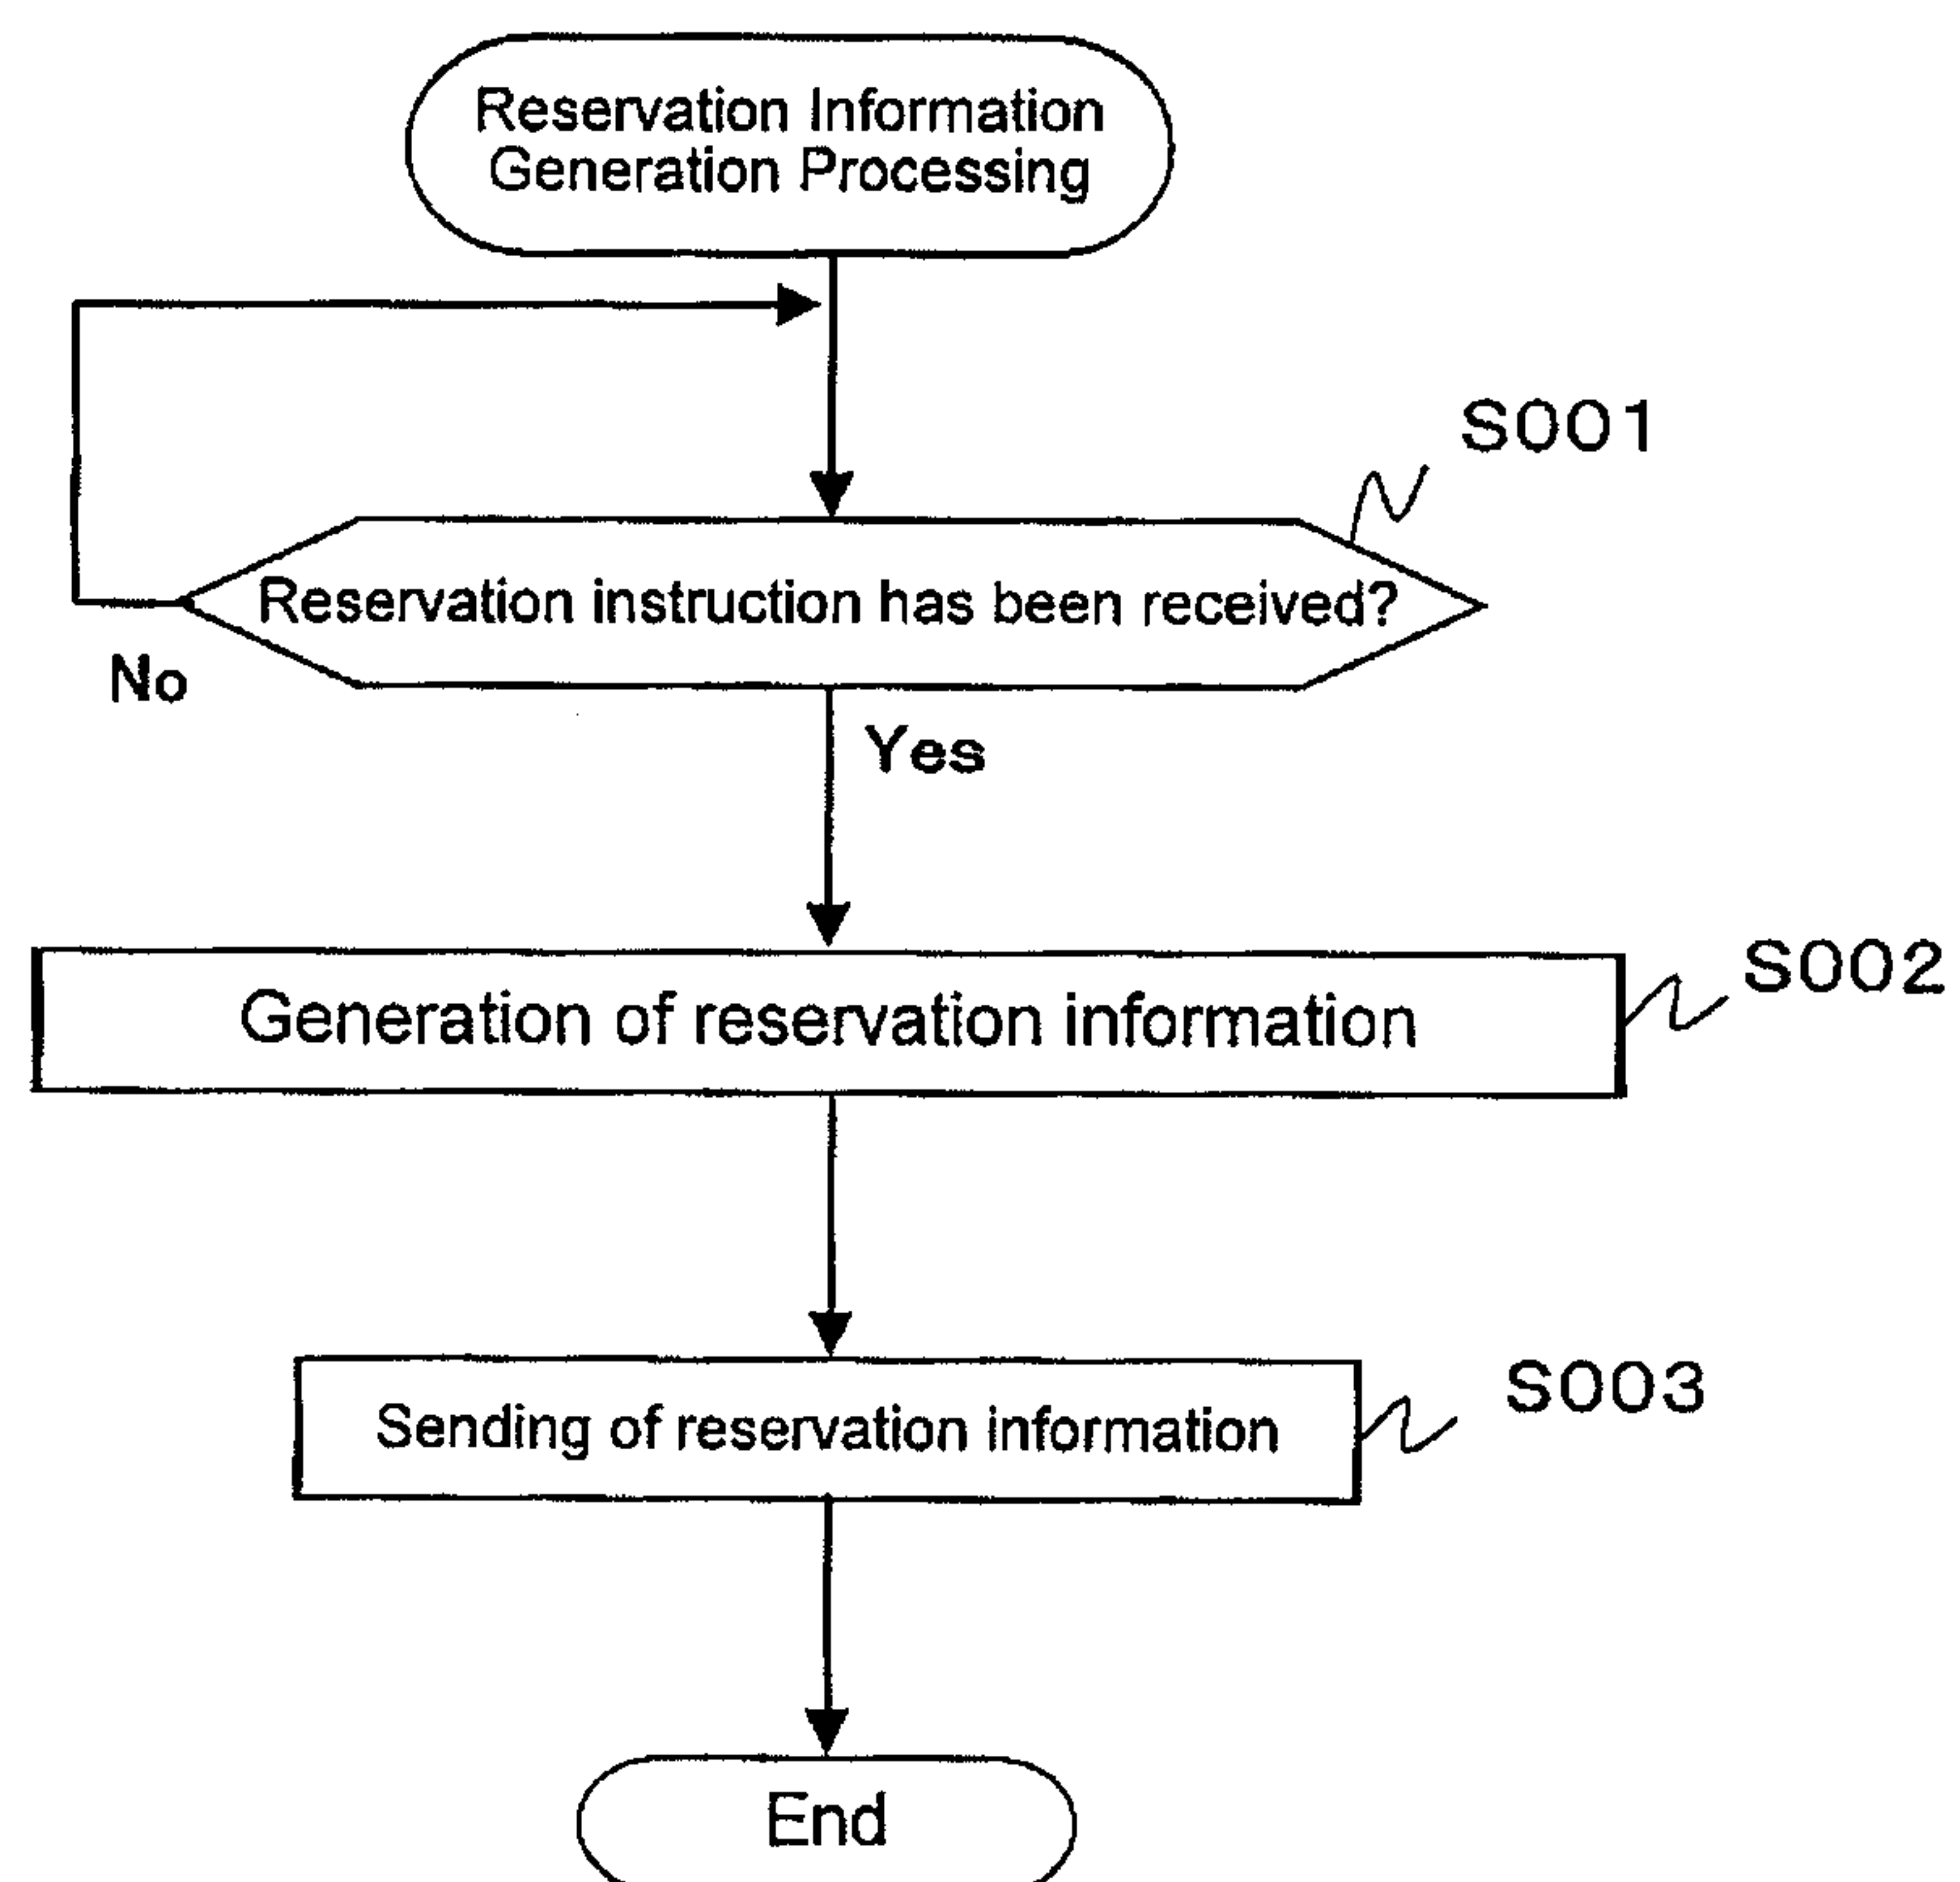 Reservation Information
Generation Processing
S001
Reservation instruction has been received?
No
Yes
S002
Generation of reservation information
S003
Sending of reservation information
End